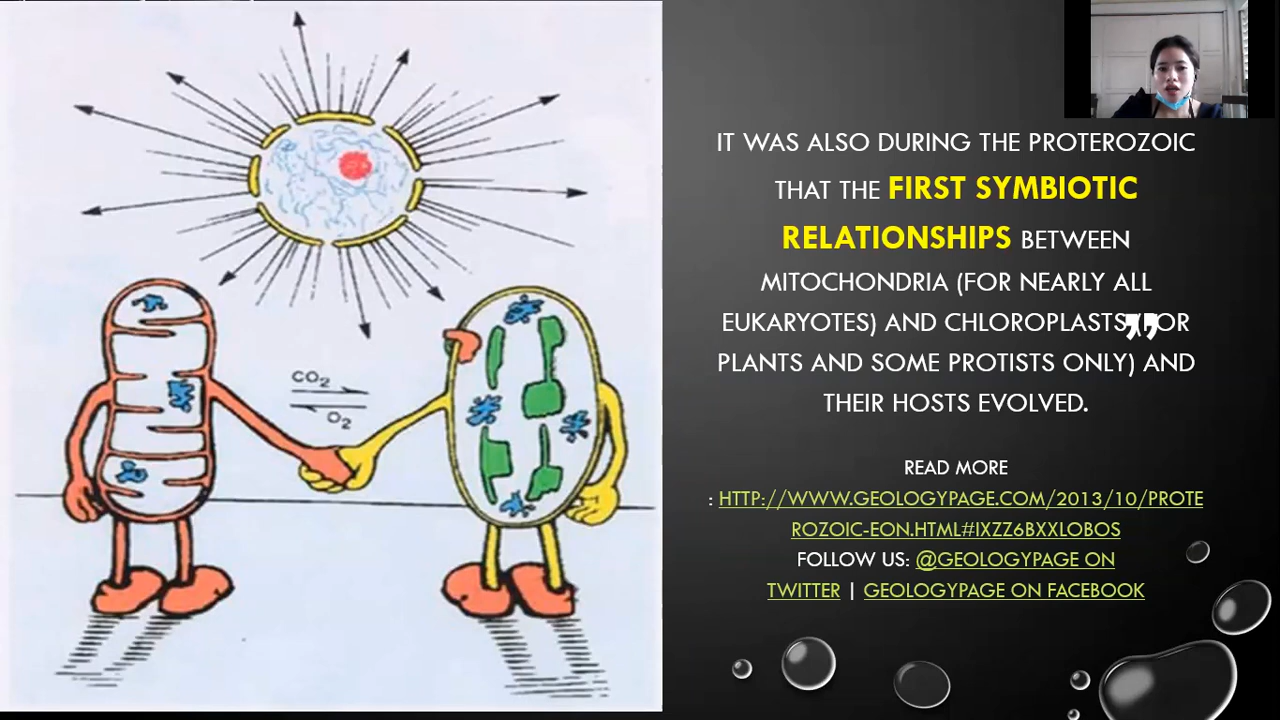 CO2
O2
IT WAS ALSO DURING THE PROTEROZOIC
THAT THE FIRST SYMBIOTIC
RELATIONSHIPS BETWEEN
MITOCHONDRIA (FOR NEARLY ALL
EUKARYOTES) AND CHLOROPLASTS (FOR
PLANTS AND SOME PROTISTS ONLY) AND
THEIR HOSTS EVOLVED.
READ MORE
: HTTP://WWW.GEOLOGYPAGE.COM/2013/10/PROTE
ROZOIC-EON.HTML#IXZZ6BXXLOBOS
FOLLOW US: @GEOLOGYPAGE ON
TWITTER | GEOLOGYPAGE ON FACEBOOK